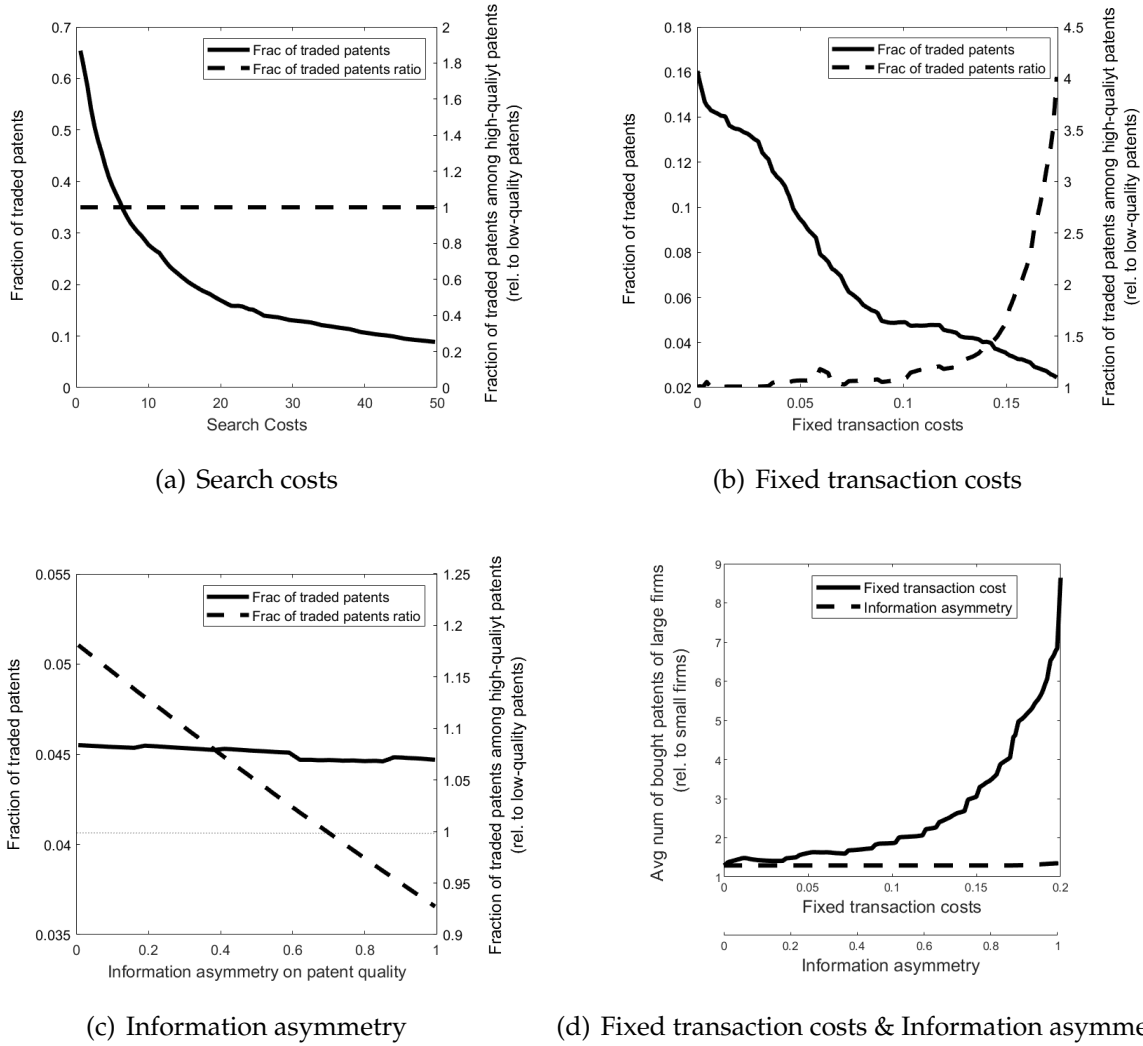 0.7
0.6
0.5
0.4
0.3
0.2
0.1
0
Fraction of traded patents
2
1.8
1.6
1.4
1.2
1
0.8
0.6
0.4
0.2
0
Fraction of traded patents among high-qualiyt patents
(rel. to low-quality patents)
Frac of traded patents
Frac of traded patents ratio
0 10 20 30 40 50
Search Costs
(a) Search costs
0.18
0.16
0.14
0.12
0.1
0.08
0.06
0.04
0.02
Fraction of traded patents
4.5
4
3.5
3
2.5
2
1.5
1
Fraction of traded patents among high-qualiyt patents
(rel. to low-quality patents)
Frac of traded patents
Frac of traded patents ratio
0 0.05 0.1 0.15
Fixed transaction costs
(b) Fixed transaction costs
0.055
0.05
0.045
0.04
0.035
Fraction of traded patents
1.25
1.2
1.15
1.1
1.05
1
0.95
0.9
Fraction of traded patents among high-qualiyt patents
(rel. to low-quality patents)
Frac of traded patents
Frac of traded patents ratio
0 0.2 0.4 0.6 0.8 1
Information asymmetry on patent quality
(c) Information asymmetry
9
8
7
6
5
4
3
2
1
Avg num of bought patents of large firms
(rel. to small firms)
Fixed transaction cost
Information asymmetry
0 0.05 0.1 0.15 0.2
Fixed transaction costs
0 0.2 0.4 0.6 0.8 1
Information asymmetry
(d) Fixed transaction costs & Information asymme